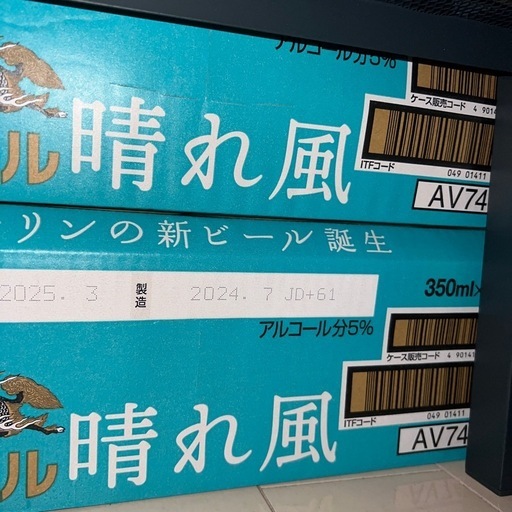 アルコール分5%
ケース販売コード 4 9014
ITFコード
049 01411
AV74
ル 晴れ風
リンの新ビール誕生
2025. 3 製造 2024. 7 JD+61
350ml×
アルコール分5%
ケース販売コード 4 90141
ITFコード
049 01411
AV74
ル 晴れ風